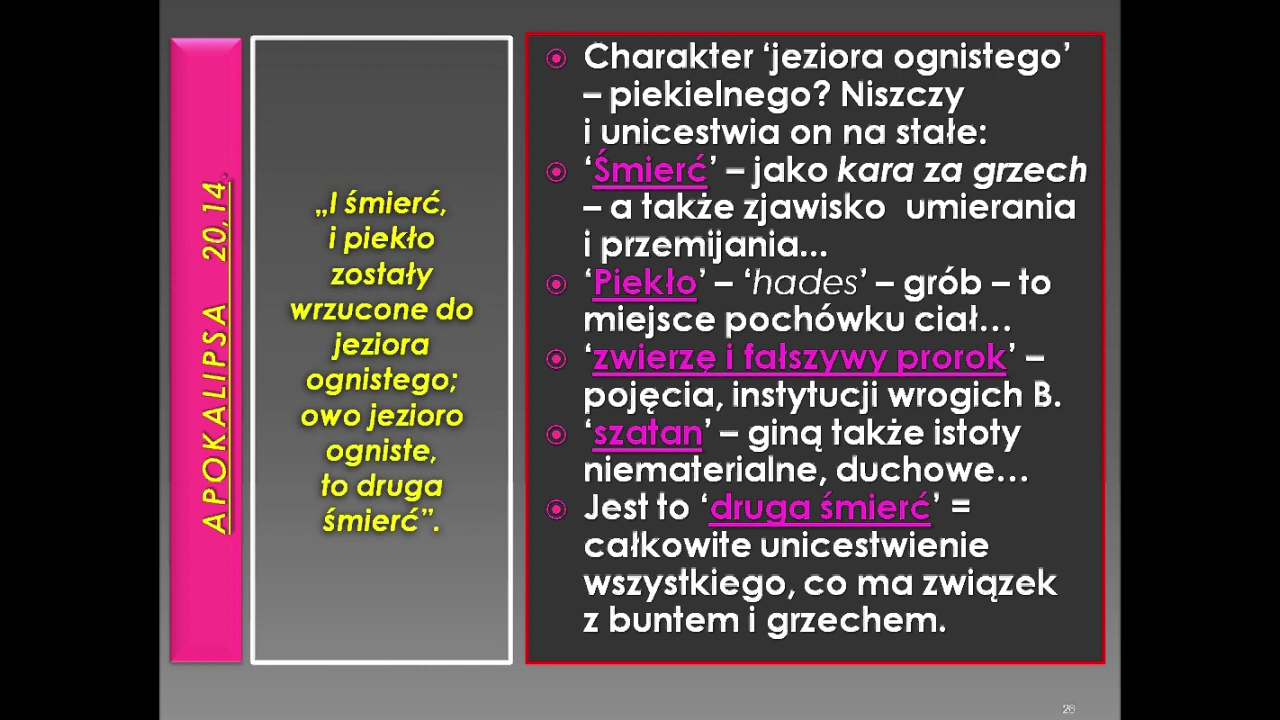 APOKALIPSA 20,14.
„I śmierć,
i piekło
zostały
wrzucone do
jeziora
ognistego;
owo jezioro
ogniste,
to druga
śmierć”.
Charakter ‘jeziora ognistego’
– piekielnego? Niszczy
i unicestwia on na stałe:
‘Śmierć’ – jako kara za grzech
– a także zjawisko umierania
i przemijania...
‘Piekło’ – ‘hades’ – grób – to
miejsce pochówku ciał…
‘zwierzę i fałszywy prorok’ –
pojęcia, instytucji wrogich B.
‘szatan’ – giną także istoty
niematerialne, duchowe…
Jest to ‘druga śmierć’ =
całkowite unicestwienie
wszystkiego, co ma związek
z buntem i grzechem.
26